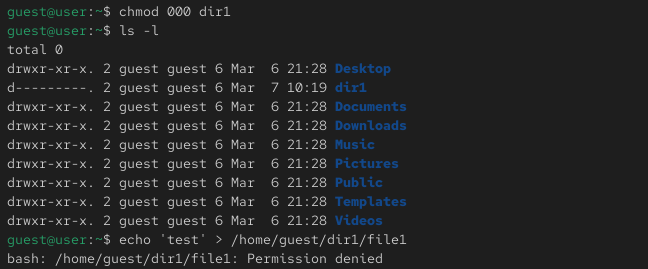 guest@user:~$ chmod 000 dir1
guest@user:~$ ls -l
total 0
drwxr-xr-x. 2 guest guest 6 Mar  6 21:28 Desktop
d---------. 2 guest guest 6 Mar  7 10:19 dir1
drwxr-xr-x. 2 guest guest 6 Mar  6 21:28 Documents
drwxr-xr-x. 2 guest guest 6 Mar  6 21:28 Downloads
drwxr-xr-x. 2 guest guest 6 Mar  6 21:28 Music
drwxr-xr-x. 2 guest guest 6 Mar  6 21:28 Pictures
drwxr-xr-x. 2 guest guest 6 Mar  6 21:28 Public
drwxr-xr-x. 2 guest guest 6 Mar  6 21:28 Templates
drwxr-xr-x. 2 guest guest 6 Mar  6 21:28 Videos
guest@user:~$ echo 'test' > /home/guest/dir1/file1
bash: /home/guest/dir1/file1: Permission denied